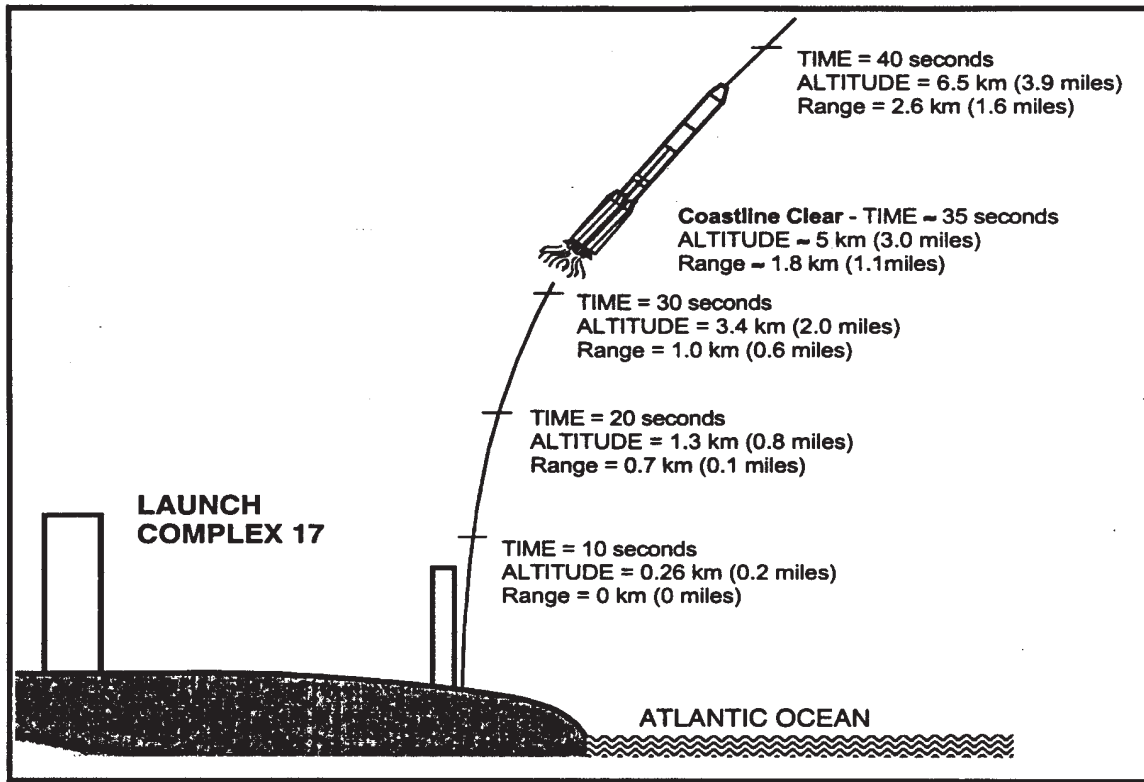 TIME = 40 seconds
ALTITUDE = 6.5 km (3.9 miles)
Range = 2.6 km (1.6 miles)
Coastline Clear - TIME ~ 35 seconds
ALTITUDE ~ 5 km (3.0 miles)
Range ~ 1.8 km (1.1miles)
TIME = 30 seconds
ALTITUDE = 3.4 km (2.0 miles)
Range = 1.0 km (0.6 miles)
TIME = 20 seconds
ALTITUDE = 1.3 km (0.8 miles)
Range = 0.7 km (0.1 miles)
LAUNCH
COMPLEX 17
TIME = 10 seconds
ALTITUDE = 0.26 km (0.2 miles)
Range = 0 km (0 miles)
ATLANTIC OCEAN